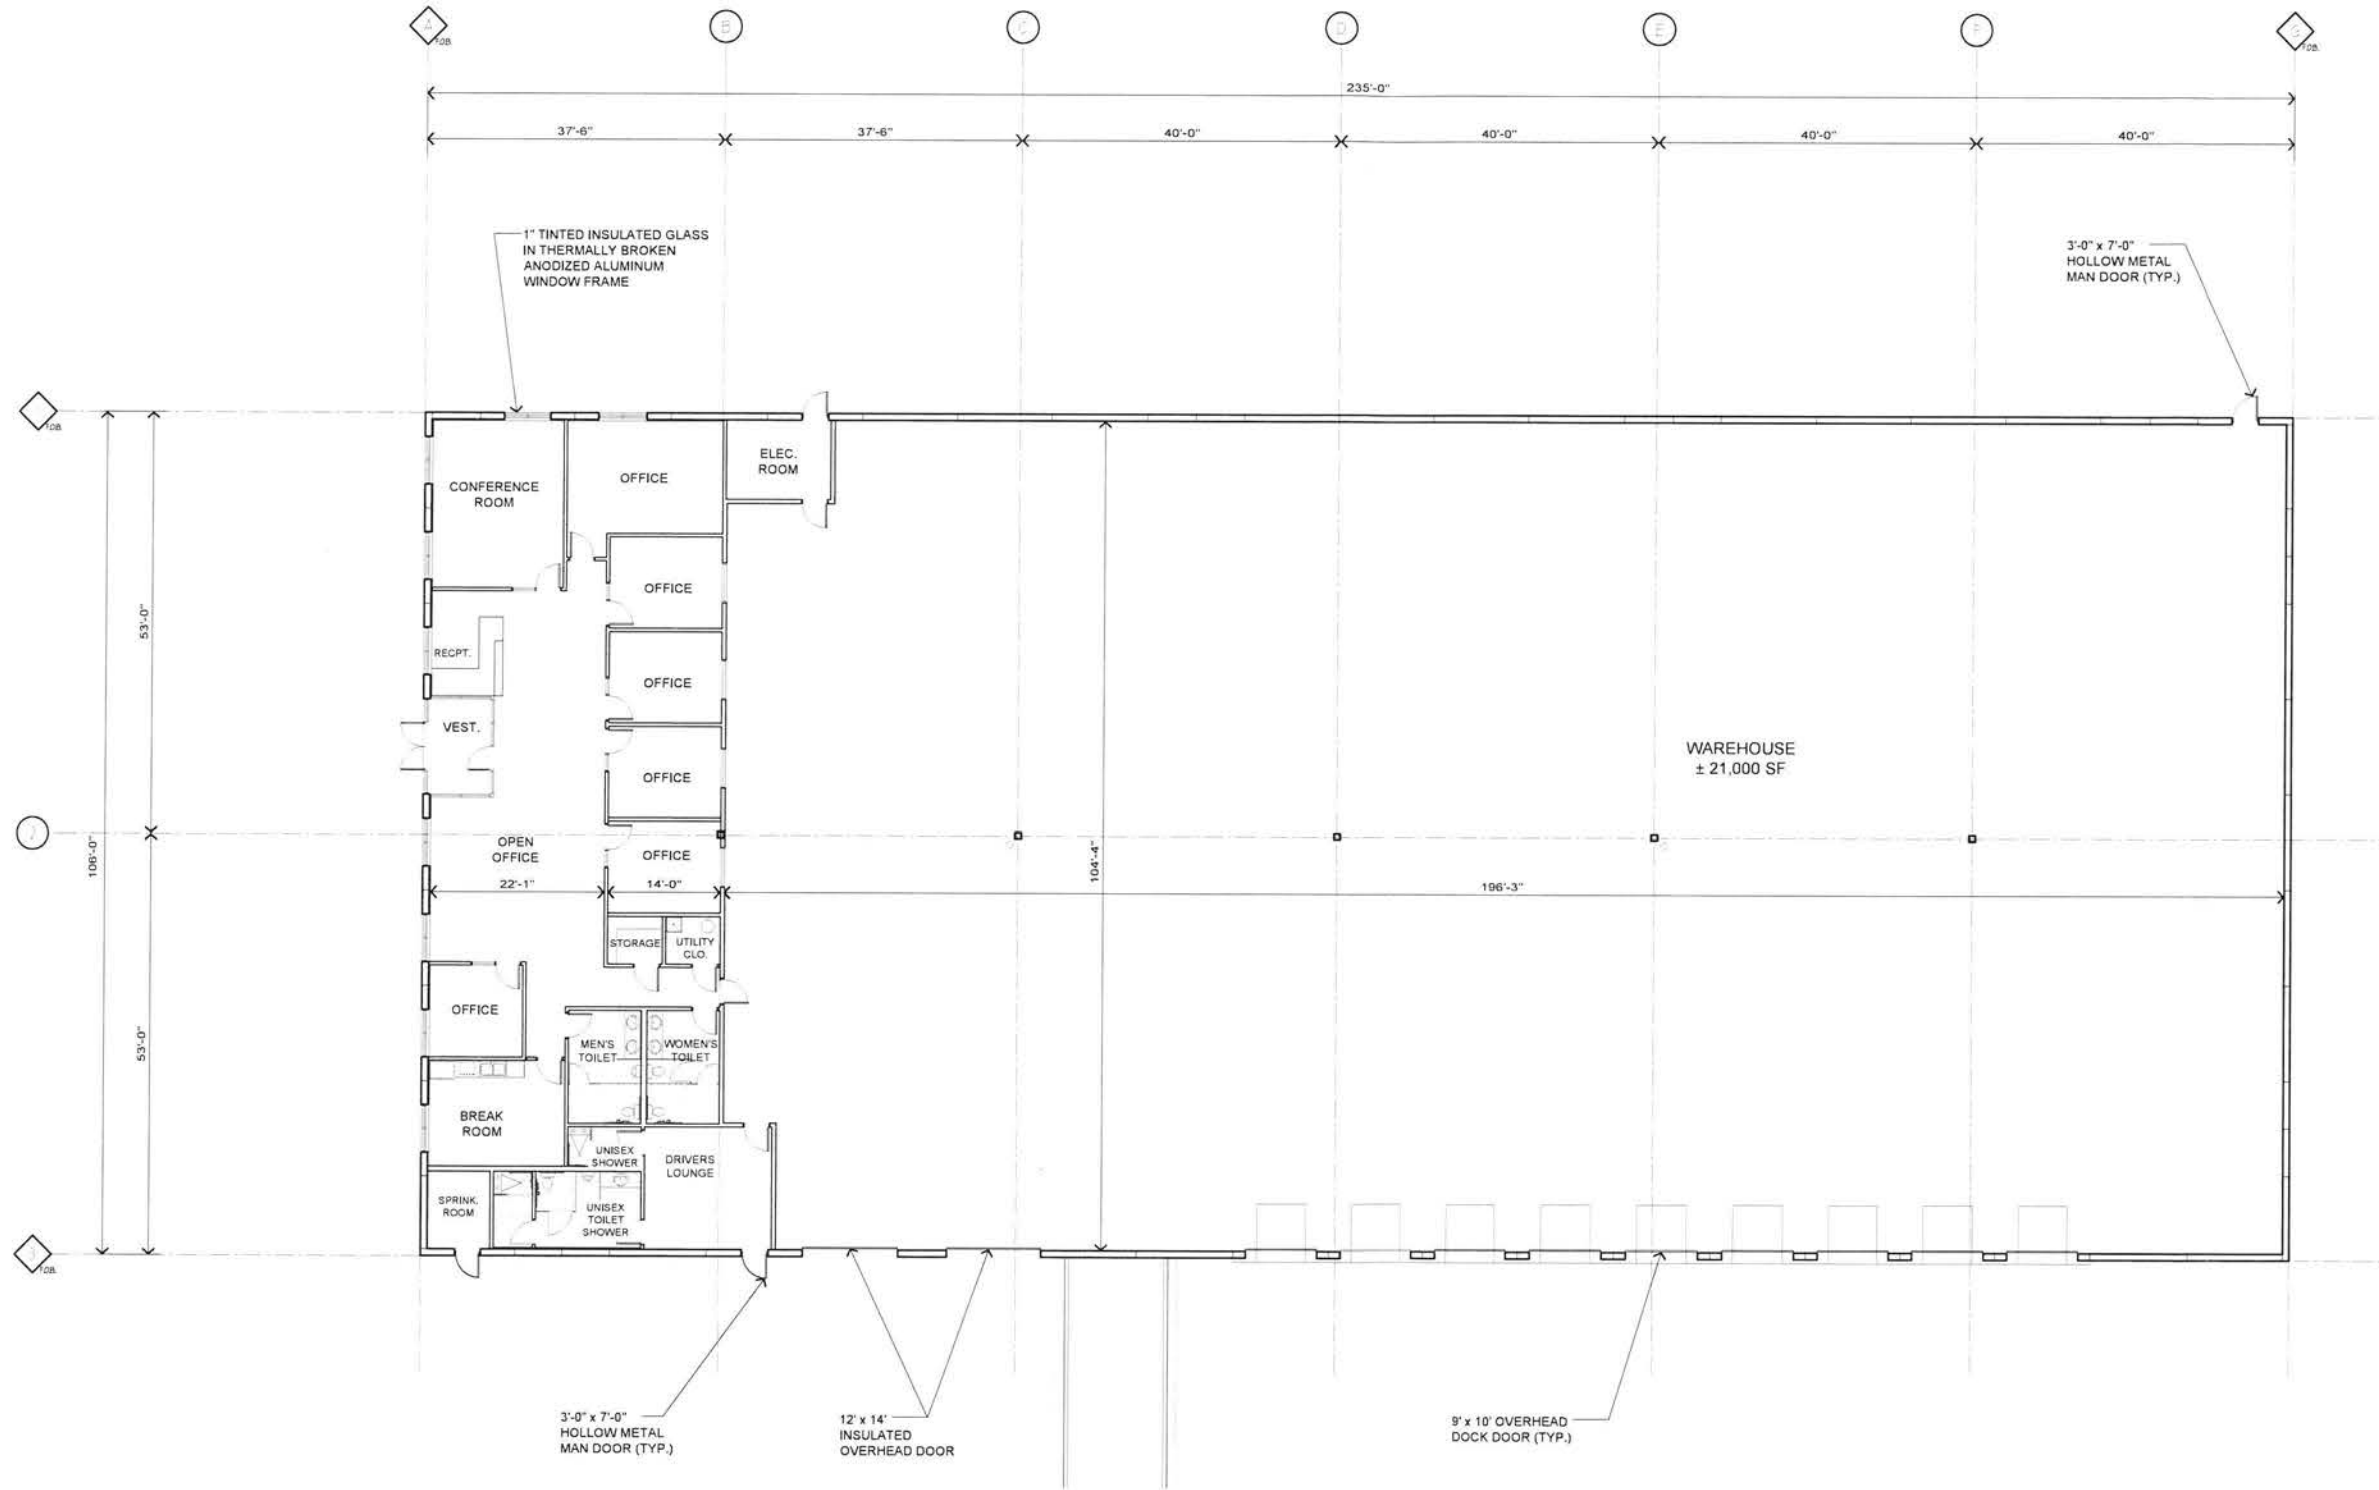 A
B
C
D
E
F
G
T.O.B.
T.O.B.
235'-0"
37'-6"
37'-6"
40'-0"
40'-0"
40'-0"
40'-0"
1" TINTED INSULATED GLASS
IN THERMALLY BROKEN
ANODIZED ALUMINUM
WINDOW FRAME
3'-0" x 7'-0"
HOLLOW METAL
MAN DOOR (TYP.)
T.O.B.
ELEC.
ROOM
OFFICE
CONFERENCE
ROOM
OFFICE
53'-0"
RECPT.
OFFICE
VEST.
OFFICE
WAREHOUSE
± 21,000 SF
2
106'-0"
OPEN
OFFICE
OFFICE
104'-4"
22'-1"
14'-0"
196'-3"
STORAGE
UTILITY
CLO.
OFFICE
53'-0"
MEN'S
TOILET
WOMEN'S
TOILET
BREAK
ROOM
UNISEX
SHOWER
DRIVERS
LOUNGE
SPRINK.
ROOM
UNISEX
TOILET
SHOWER
3
T.O.B.
3'-0" x 7'-0"
HOLLOW METAL
MAN DOOR (TYP.)
12' x 14'
INSULATED
OVERHEAD DOOR
9' x 10' OVERHEAD
DOCK DOOR (TYP.)